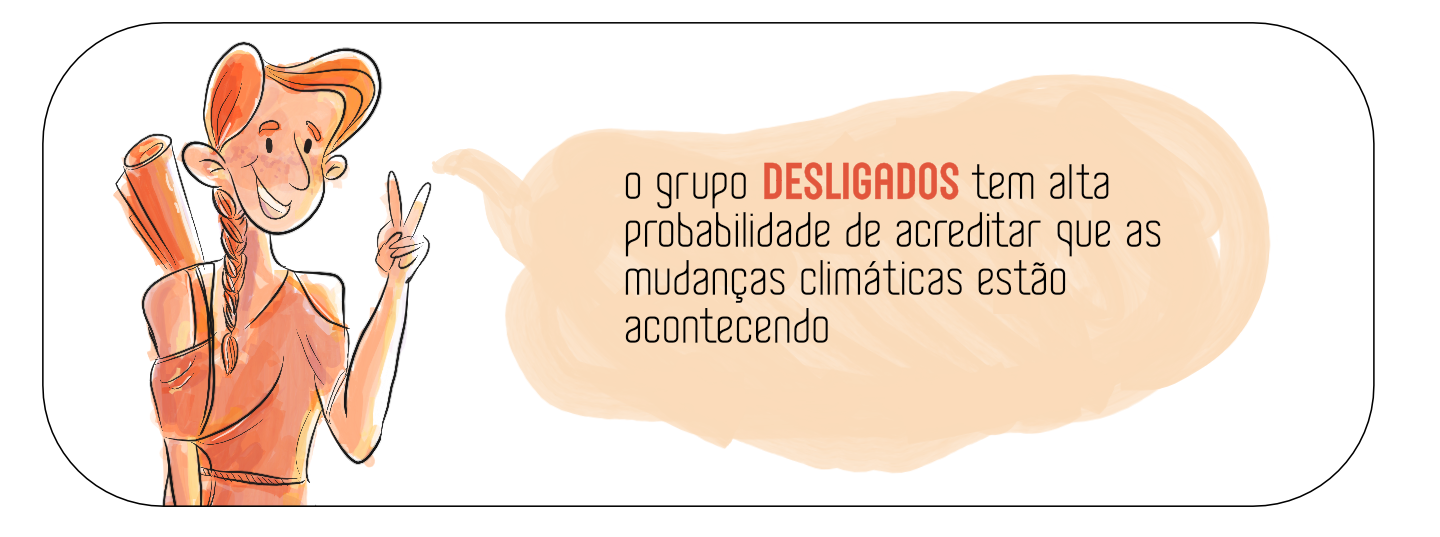 o grupo DESLIGADOS tem alta
probabilidade de acreditar que as
mudanças climáticas estão
acontecendo